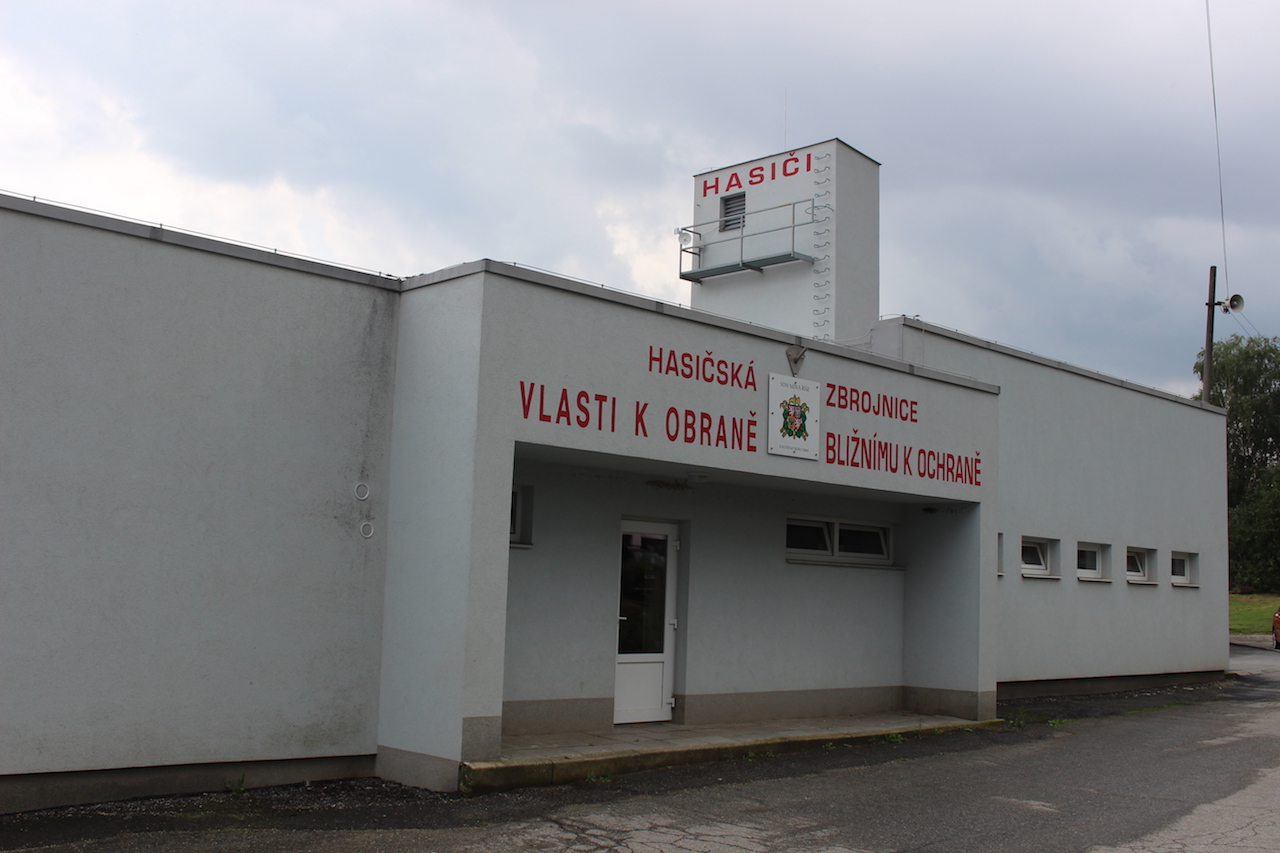 HASIČI
HASIČSKÁ ZBROJNICE
VLASTI K OBRANĚ BLIŽNÍMU K OCHRANĚ